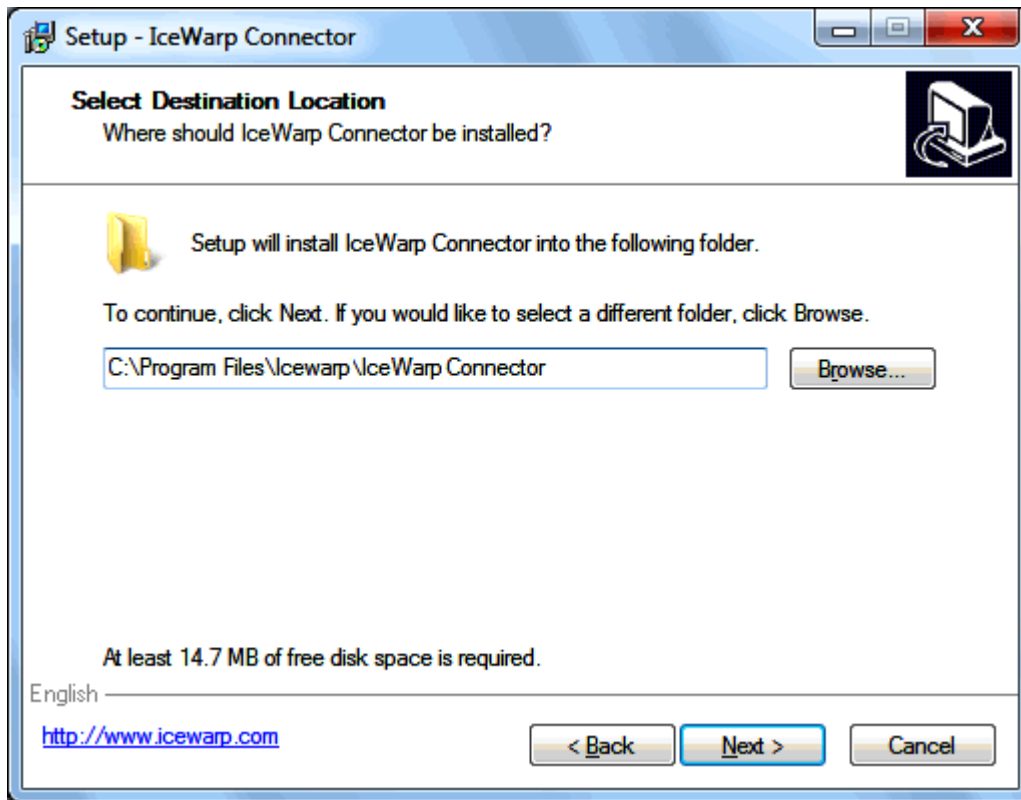 Setup - IceWarp Connector
Select Destination Location
Where should IceWarp Connector be installed?
Setup will install IceWarp Connector into the following folder.
To continue, click Next. If you would like to select a different folder, click Browse.
C:\Program Files\Icewarp\IceWarp Connector
Browse...
At least 14.7 MB of free disk space is required.
English
http://www.icewarp.com
< Back
Next >
Cancel